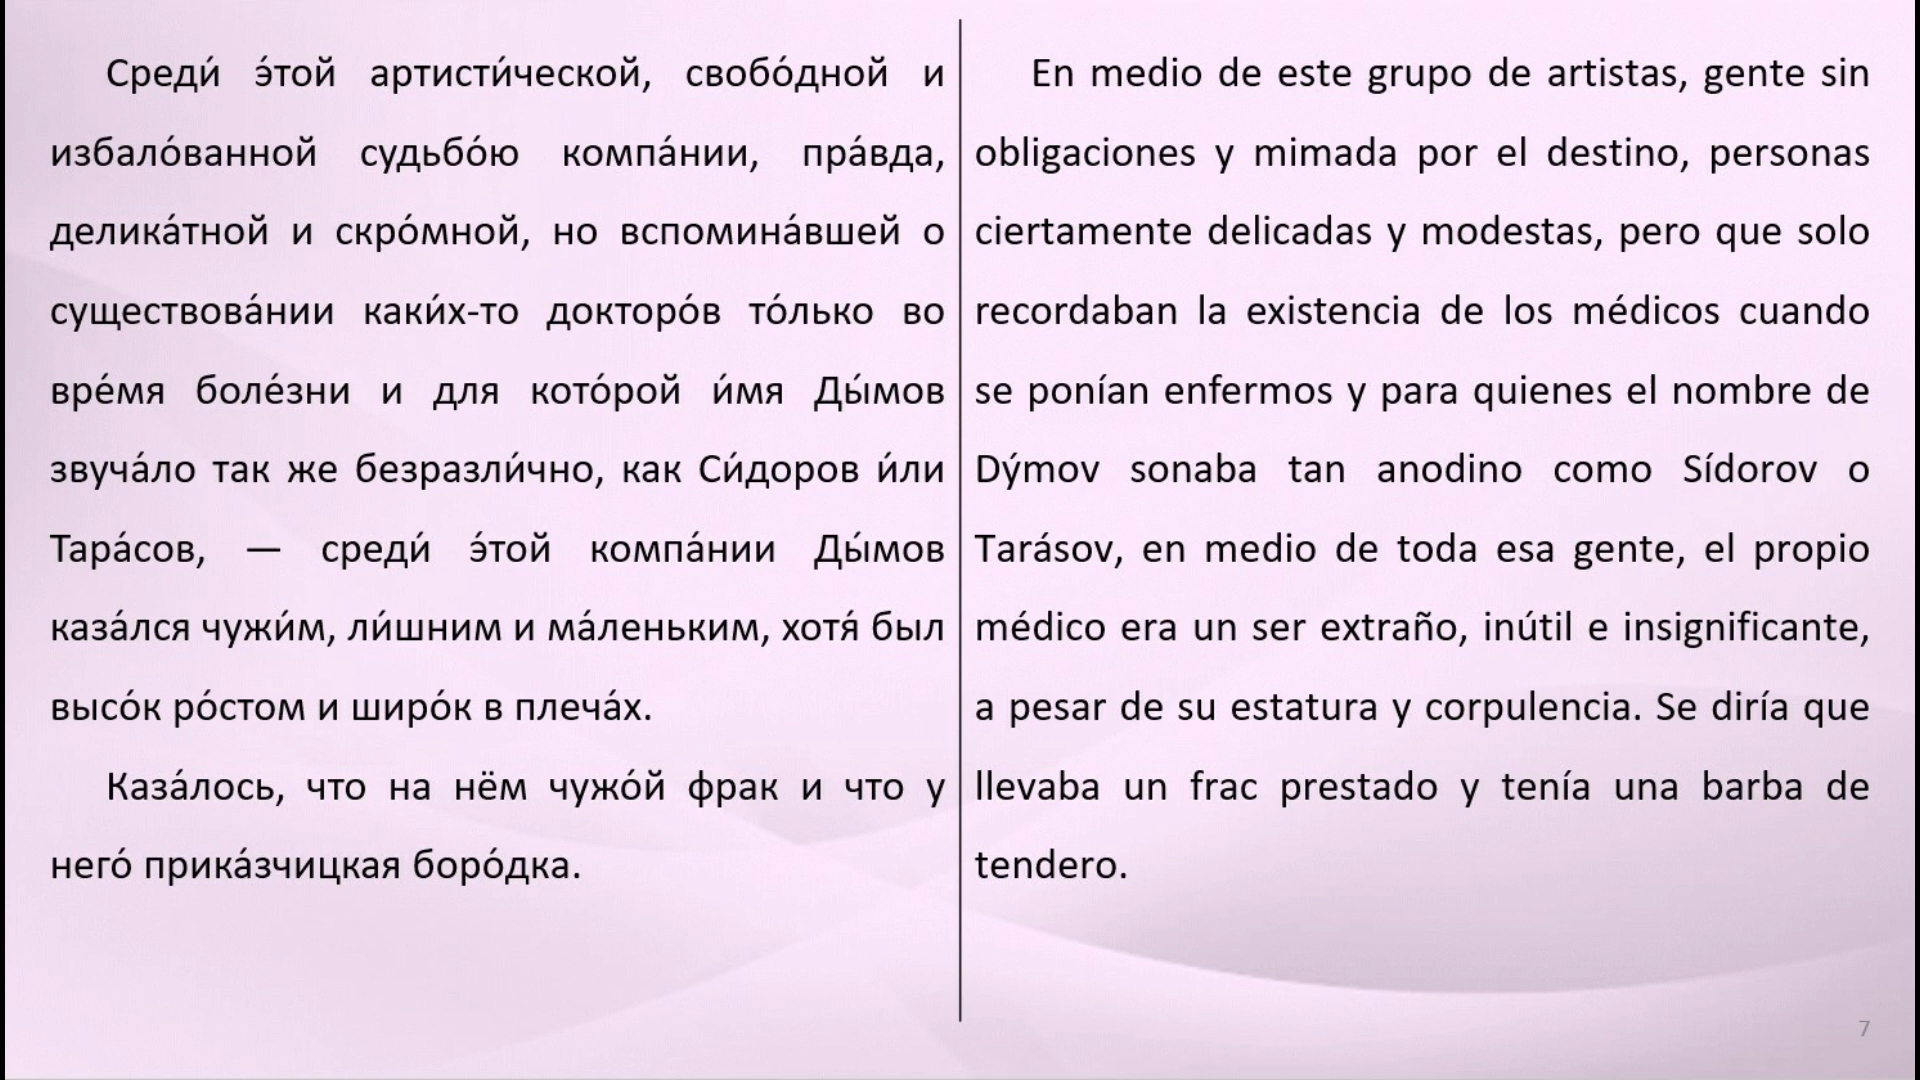 Среди́ э́той артисти́ческой, свобо́дной и
избало́ванной судьбо́ю компа́нии, пра́вда,
делика́тной и скро́мной, но вспомина́вшей о
существова́нии каки́х-то докторо́в то́лько во
вре́мя боле́зни и для кото́рой и́мя Ды́мов
звуча́ло так же безразли́чно, как Си́доров и́ли
Тара́сов, — среди́ э́той компа́нии Ды́мов
каза́лся чужи́м, ли́шним и ма́леньким, хотя́ был
высо́к ро́стом и широ́к в плеча́х.
Каза́лось, что на нём чужо́й фрак и что у
него́ прика́зчицкая боро́дка.
En medio de este grupo de artistas, gente sin
obligaciones y mimada por el destino, personas
ciertamente delicadas y modestas, pero que solo
recordaban la existencia de los médicos cuando
se ponían enfermos y para quienes el nombre de
Dýmov sonaba tan anodino como Sídorov o
Tarásov, en medio de toda esa gente, el propio
médico era un ser extraño, inútil e insignificante,
a pesar de su estatura y corpulencia. Se diría que
llevaba un frac prestado y tenía una barba de
tendero.
7